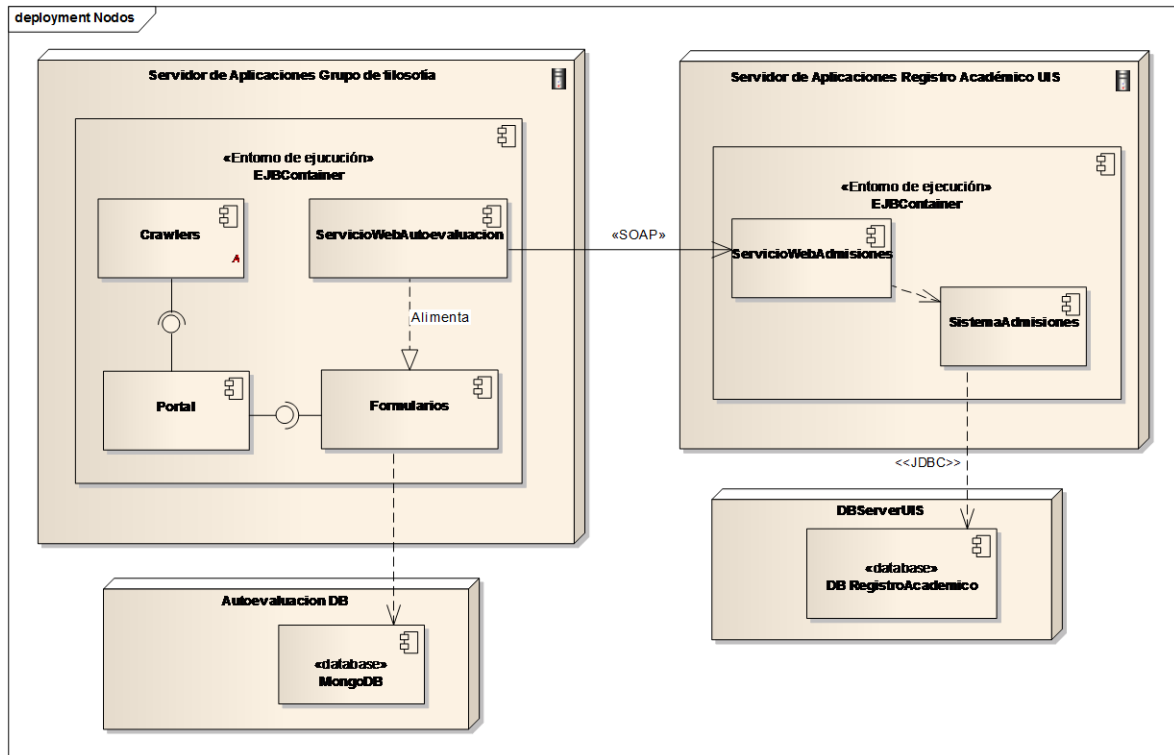 deployment Nodos
Servidor de Aplicaciones Grupo de filosofía
«Entorno de ejucución»
EJBContainer
Crawlers
A
ServicioWebAutoevaluacion
Alimenta
Portal
Formularios
Autoevaluacion DB
«database»
MongoDB
«SOAP»
Servidor de Aplicaciones Registro Académico UIS
«Entorno de ejecución»
EJBContainer
ServicioWebAdmisiones
SistemaAdmisiones
<<JDBC>>
DBServerUIS
«database»
DB RegistroAcademico